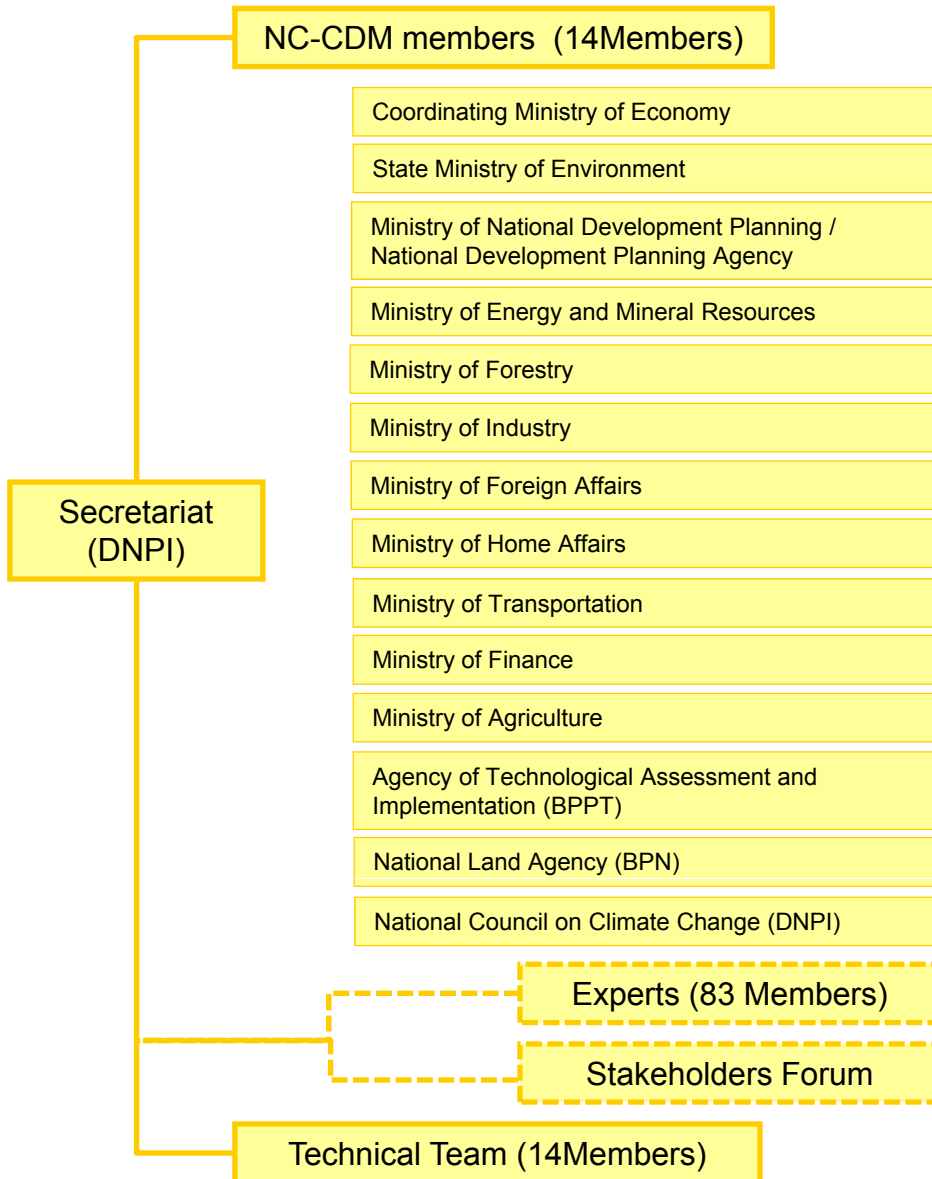 NC-CDM members (14Members)
Coordinating Ministry of Economy
State Ministry of Environment
Ministry of National Development Planning /
National Development Planning Agency
Ministry of Energy and Mineral Resources
Ministry of Forestry
Ministry of Industry
Ministry of Foreign Affairs
Secretariat
(DNPI)
Ministry of Home Affairs
Ministry of Transportation
Ministry of Finance
Ministry of Agriculture
Agency of Technological Assessment and
Implementation (BPPT)
National Land Agency (BPN)
National Council on Climate Change (DNPI)
Experts (83 Members)
Stakeholders Forum
Technical Team (14Members)